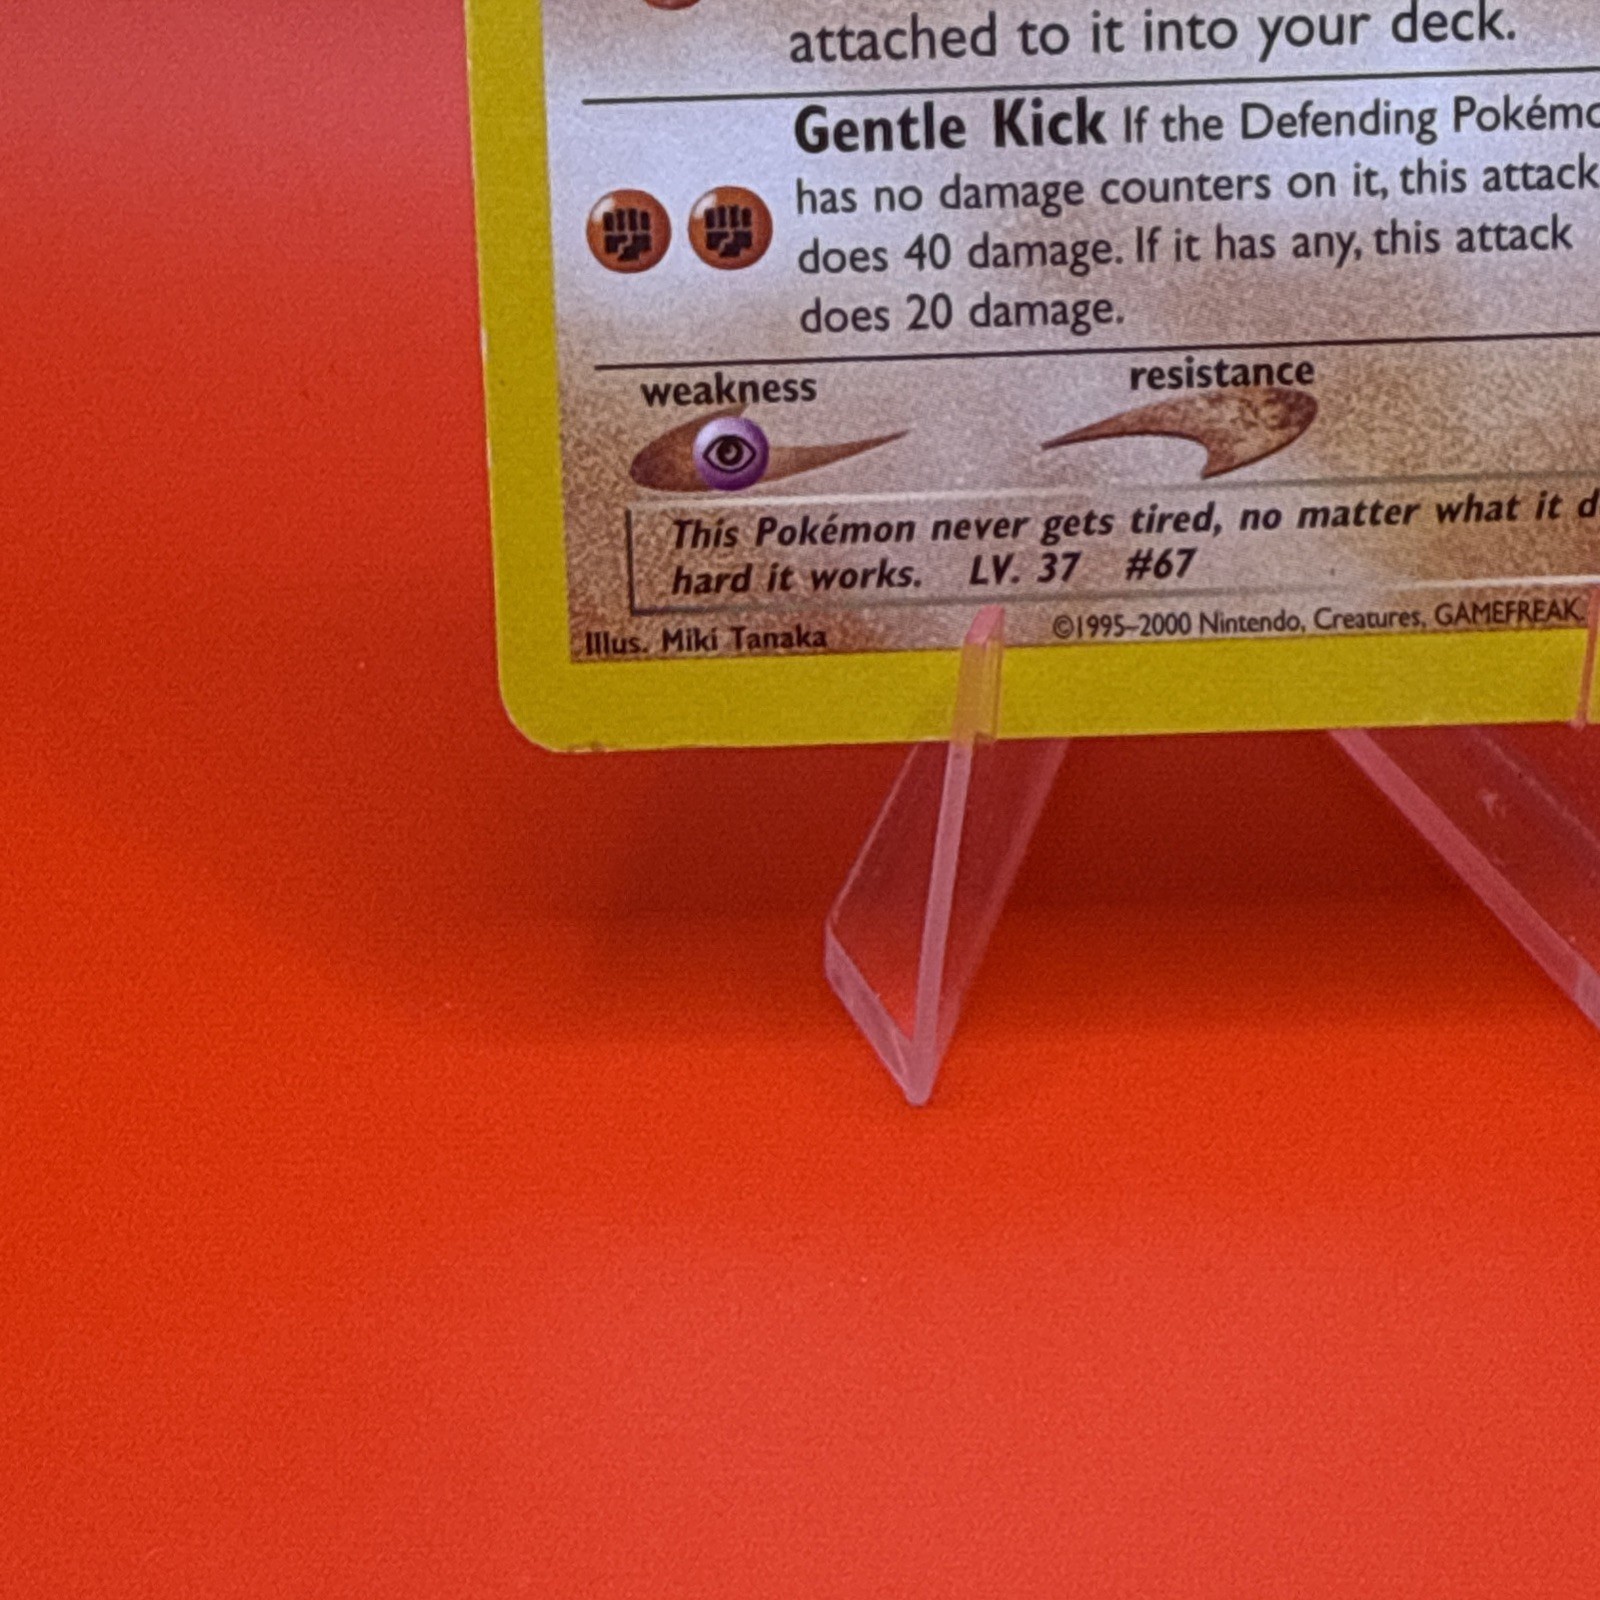 attached to it into your deck.
Gentle Kick If the Defending Pokémo
has no damage counters on it, this attack
does 40 damage. If it has any, this attack
does 20 damage.
weakness
resistance
This Pokémon never gets tired, no matter what it d
hard it works. LV. 37 #67
Illus. Miki Tanaka
©1995–2000 Nintendo, Creatures, GAMEFREAK.